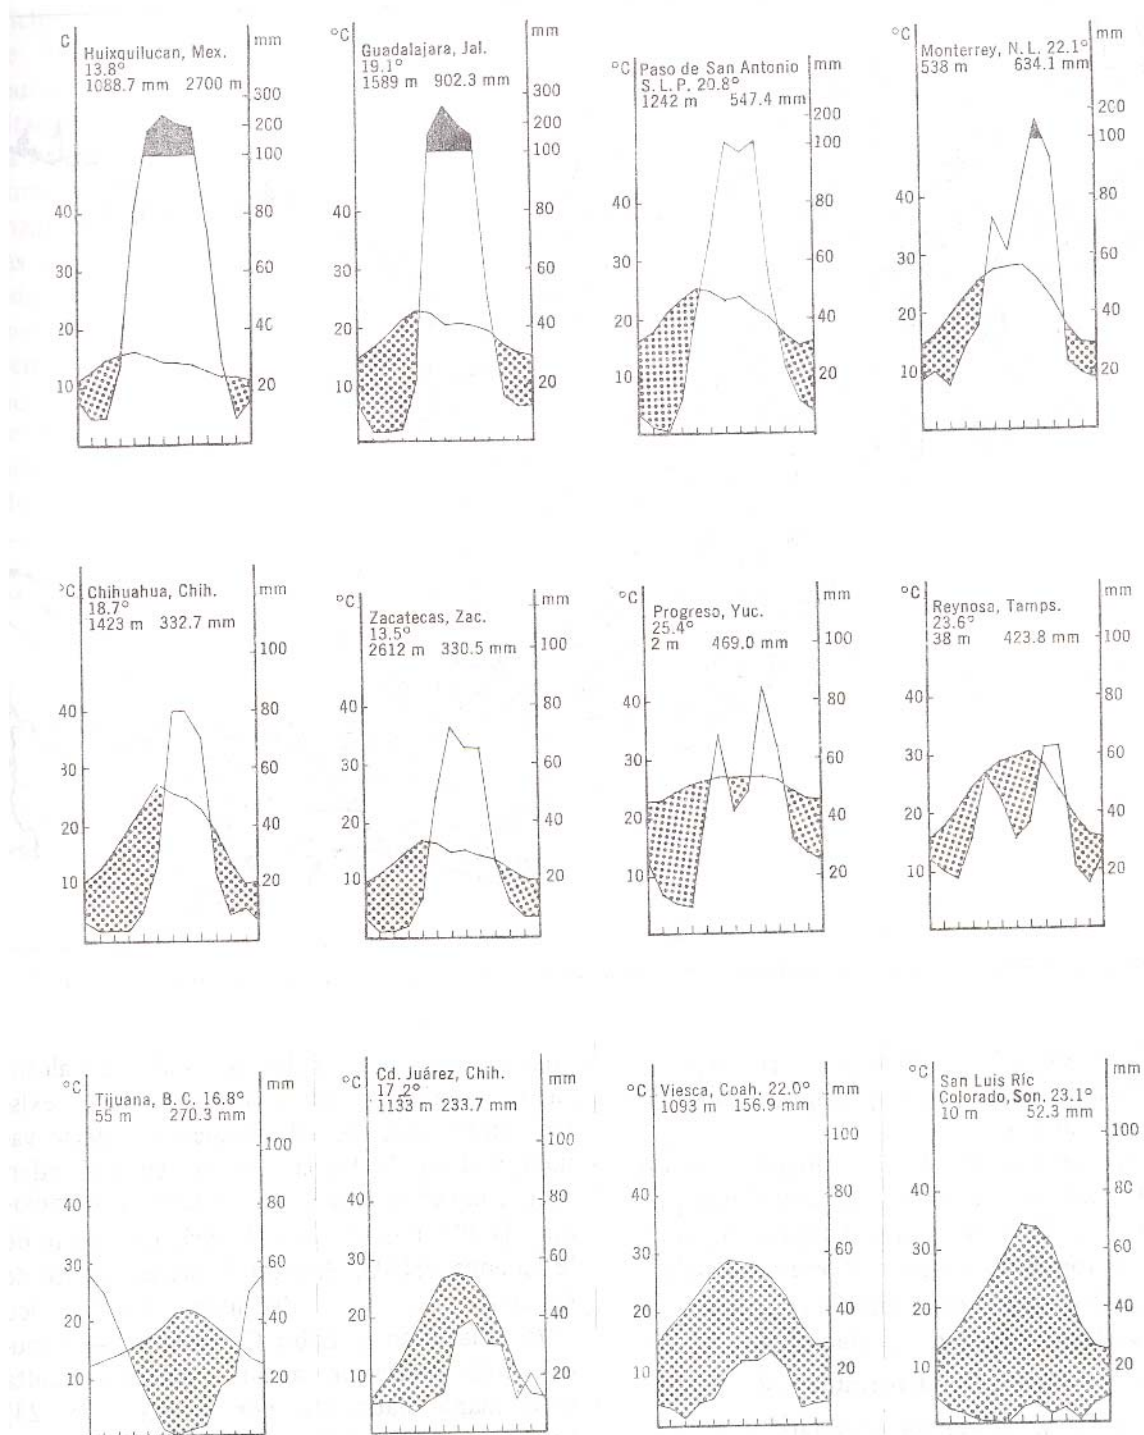 C
mm
Huixquilucan, Mex.
13.8°
1088.7 mm 2700 m
300
200
100
40
80
30
60
20
40
10
20
°C
mm
Guadalajara, Jal.
19.1°
1589 m 902.3 mm
300
200
100
40
80
30
60
20
40
10
20
°C
mm
Paso de San Antonio
S.L.P. 20.8°
1242 m 547.4 mm
100
40
80
30
60
20
40
10
20
°C
mm
Monterrey, N.L. 22.1°
538 m 634.1 mm
200
100
40
80
30
60
20
40
10
20
°C
mm
Chihuahua, Chih.
18.7°
1423 m 332.7 mm
100
40
80
30
60
20
40
10
20
°C
mm
Zacatecas, Zac.
13.5°
2612 m 330.5 mm
100
40
80
30
60
20
40
10
20
°C
mm
Progreso, Yuc.
25.4°
2 m 469.0 mm
100
40
80
30
60
20
40
10
20
°C
mm
Reynosa, Tamps.
23.6°
38 m 423.8 mm
100
40
80
30
60
20
40
10
20
°C
mm
Tijuana, B.C. 16.8°
55 m 270.3 mm
100
40
80
30
60
20
40
10
20
°C
mm
Cd. Juárez, Chih.
17.2°
1133 m 233.7 mm
100
40
80
30
60
20
40
10
20
°C
mm
Viesca, Coah. 22.0°
1093 m 156.9 mm
100
40
80
30
60
20
40
10
20
°C
mm
San Luis Ríc
Colorado, Son. 23.1°
10 m 52.3 mm
100
40
80
30
60
20
40
10
20